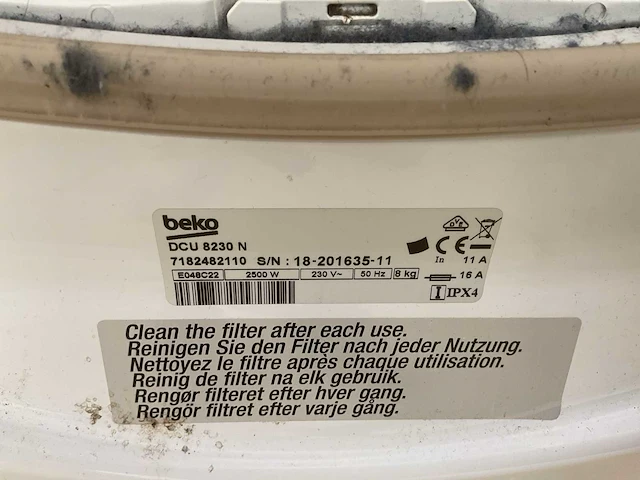 beko
DCU 8230 N
7182482110 S/N : 18-201635-11
E048C22 2500 W 230 V~ 50 Hz 8 kg
OVE
CE
In 11 A
16 A
IPX4
Clean the filter after each use.
Reinigen Sie den Filter nach jeder Nutzung.
Nettoyez le filtre après chaque utilisation.
Reinig de filter na elk gebruik.
Rengør filteret efter hver gang.
Rengör filtret efter varje gång.